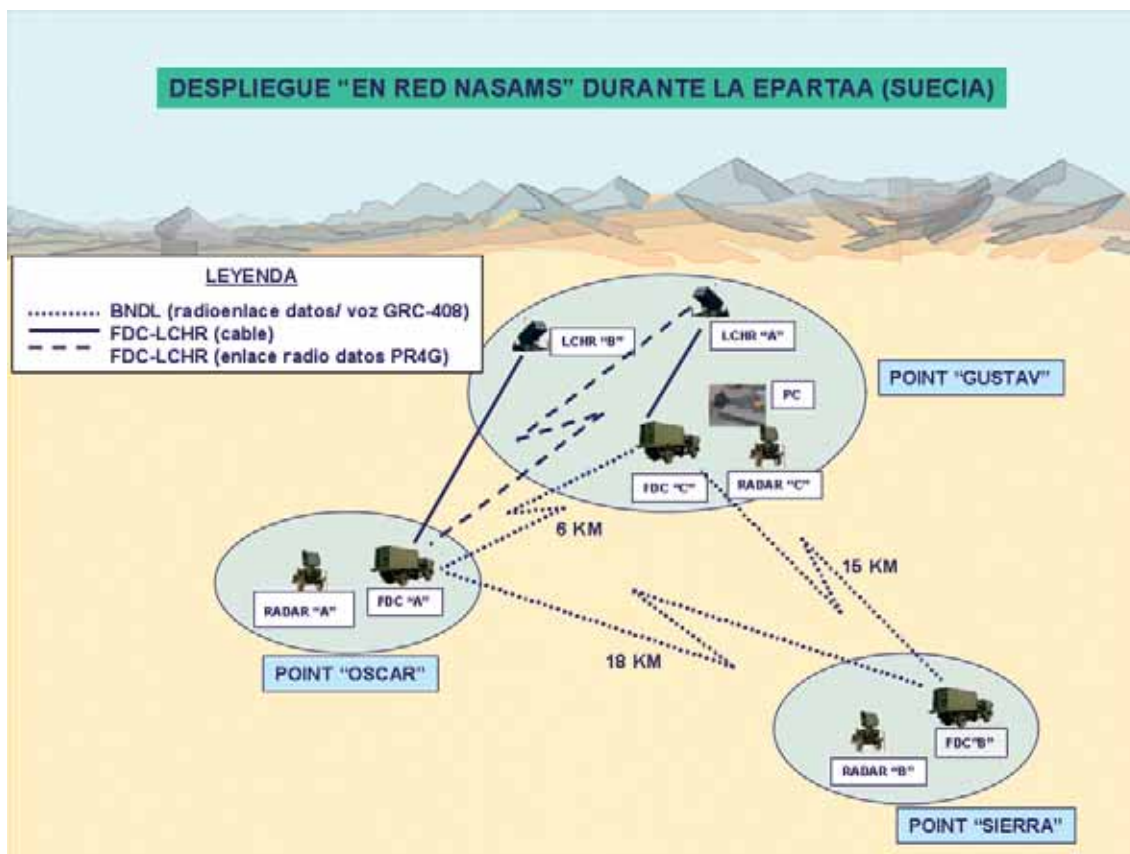 DESPLIEGUE "EN RED NASAMS" DURANTE LA EPARTAA (SUECIA)
LEYENDA
BNDL (radioenlace datos/ voz GRC-408)
FDC-LCHR (cable)
FDC-LCHR (enlace radio datos PR4G)
LCHR "B"
LCHR "A"
POINT "GUSTAV"
PC
FDC "C"
RADAR "C"
6 KM
15 KM
RADAR "A"
FDC "A"
18 KM
POINT "OSCAR"
FDC"B"
RADAR "B"
POINT "SIERRA"